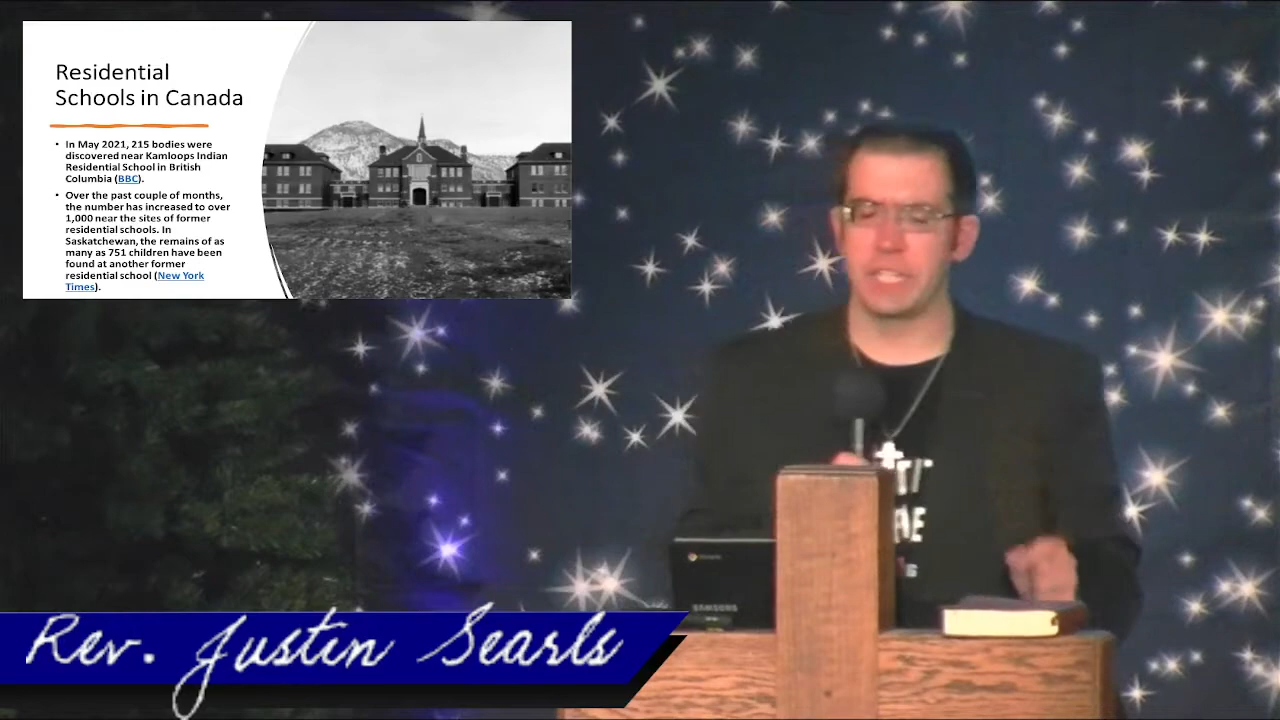 Residential
Schools in Canada
• In May 2021, 215 bodies were
discovered near Kamloops Indian
Residential School in British
Columbia (BBC).
• Over the past couple of months,
the number has increased to over
1,000 near the sites of former
residential schools. In
Saskatchewan, the remains of as
many as 751 children have been
found at another former
residential school (New York
Times).
SAMSUNG
Rev. Justin Searls